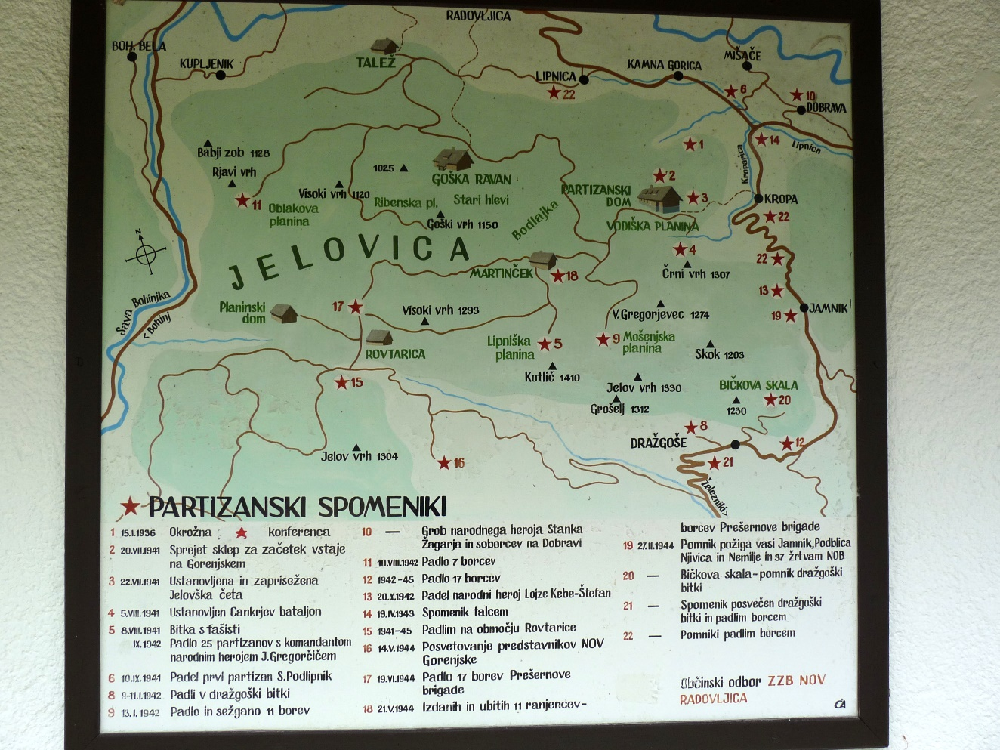 RADOVLJICA
BOH. BELA
KUPLJENIK
TALEŽ
LIPNICA
22
KAMNA GORICA
MIŠAČE
6
10
DOBRAVA
1
14
Lipnica
Kroparica
Babji zob 1128
Rjavi vrh
11
Oblakova
planina
Visoki vrh 1120
1025
GOŠKA RAVAN
Ribenska pl.
Stari hlevi
Goški vrh 1150
Bodlajka
2
PARTIZANSKI
DOM
3
VODIŠKA PLANINA
KROPA
22
N
JELOVICA
4
Črni vrh 1307
22
MARTINČEK
18
13
Sava Bohinjka
< Bohinj
Planinski
dom
17
Visoki vrh 1293
V. Gregorjevec 1274
19
JAMNIK
ROVTARICA
Lipniška
planina
5
9
Mošenjska
planina
Skok 1203
Kotlič 1410
15
Jelov vrh 1330
BIČKOVA SKALA
20
Grošelj 1312
1230
8
DRAŽGOŠE
12
Jelov vrh 1304
16
21
Železniki>
PARTIZANSKI SPOMENIKI
1 15.I.1936 Okrožna konferenca
2 20.VII.1941 Sprejet sklep za začetek vstaje
na Gorenjskem
3 22.VII.1941 Ustanovljena in zaprisežena
Jelovška četa
4 5.VIII.1941 Ustanovljen Cankrjev bataljon
5 8.VIII.1941 Bitka s fašisti
IX.1942 Padlo 25 partizanov s komandantom
narodnim herojem J.Gregorčičem
6 10.IX.1941 Padel prvi partizan S.Podlipnik
8 9-11.I.1942 Padli v dražgoški bitki
9 13.I.1942 Padlo in sežgano 11 borev
10 — Grob narodnega heroja Stanka
Žagarja in soborcev na Dobravi
11 10.VIII.1942 Padlo 7 borcev
12 1942-45 Padlo 17 borcev
13 20.X.1942 Padel narodni heroj Lojze Kebe-Štefan
14 19.IV.1943 Spomenik talcem
15 1941-45 Padlim na območju Rovtarice
16 14.V.1944 Posvetovanje predstavnikov NOV
Gorenjske
17 19.VI.1944 Padlo 17 borev Prešernove
brigade
18 21.V.1944 Izdanih in ubitih 11 ranjencev-
borcev Prešernove brigade
19 27.II.1944 Pomnik požiga vasi Jamnik, Podblica
Njivica in Nemilje in 37 žrtvam NOB
20 — Bičkova skala-pomnik dražgoški
bitki
21 — Spomenik posvečen dražgoški
bitki in padlim borcem
22 — Pomniki padlim borcem
Občinski odbor ZZB NOV
RADOVLJICA
ČA